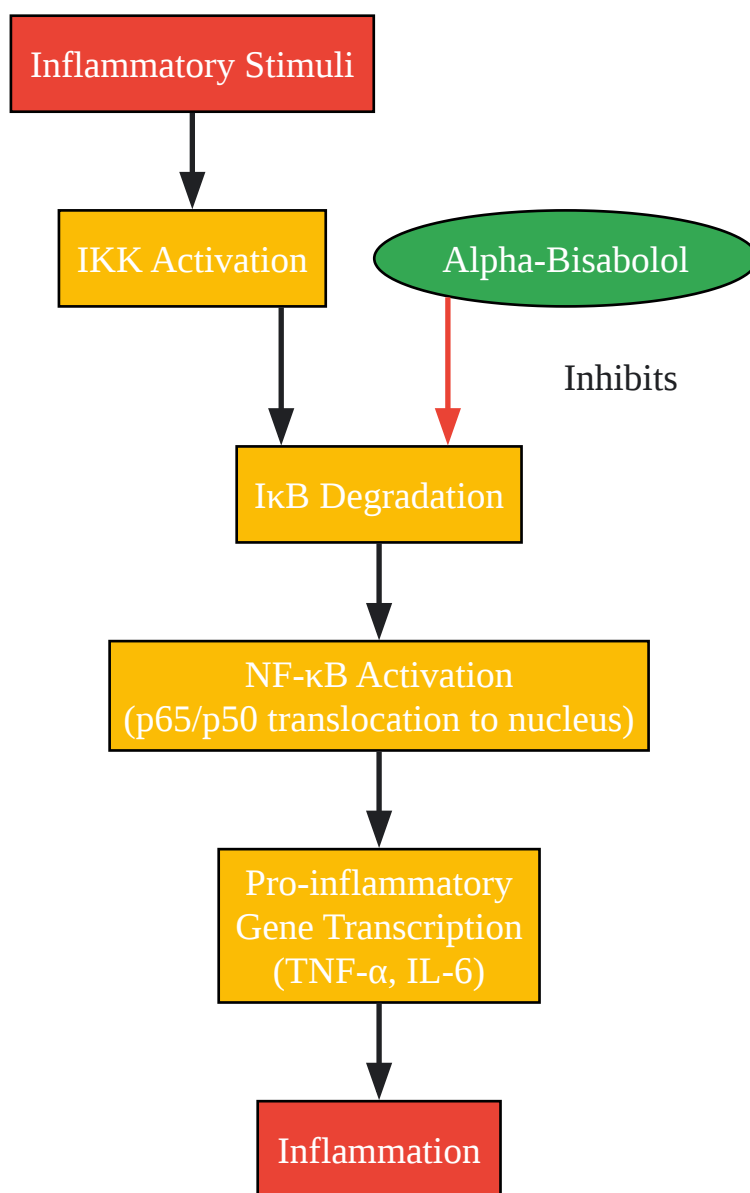 Inflammatory Stimuli
IKK Activation
Alpha-Bisabolol
Inhibits
IκB Degradation
NF-κB Activation
(p65/p50 translocation to nucleus)
Pro-inflammatory
Gene Transcription
(TNF-α, IL-6)
Inflammation